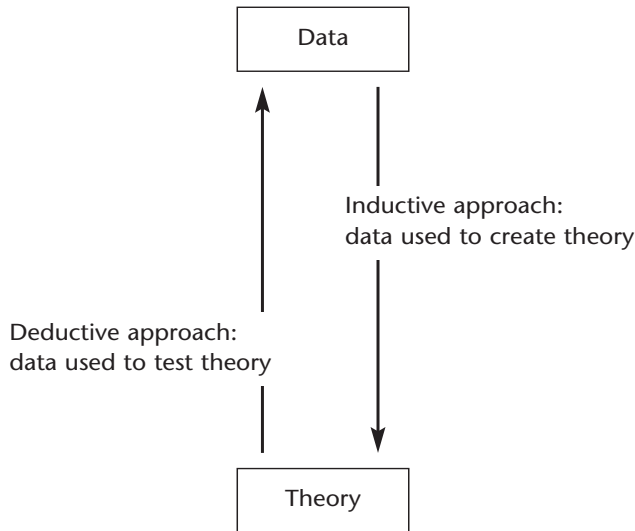 Data
Inductive approach:
data used to create theory
Deductive approach:
data used to test theory
Theory